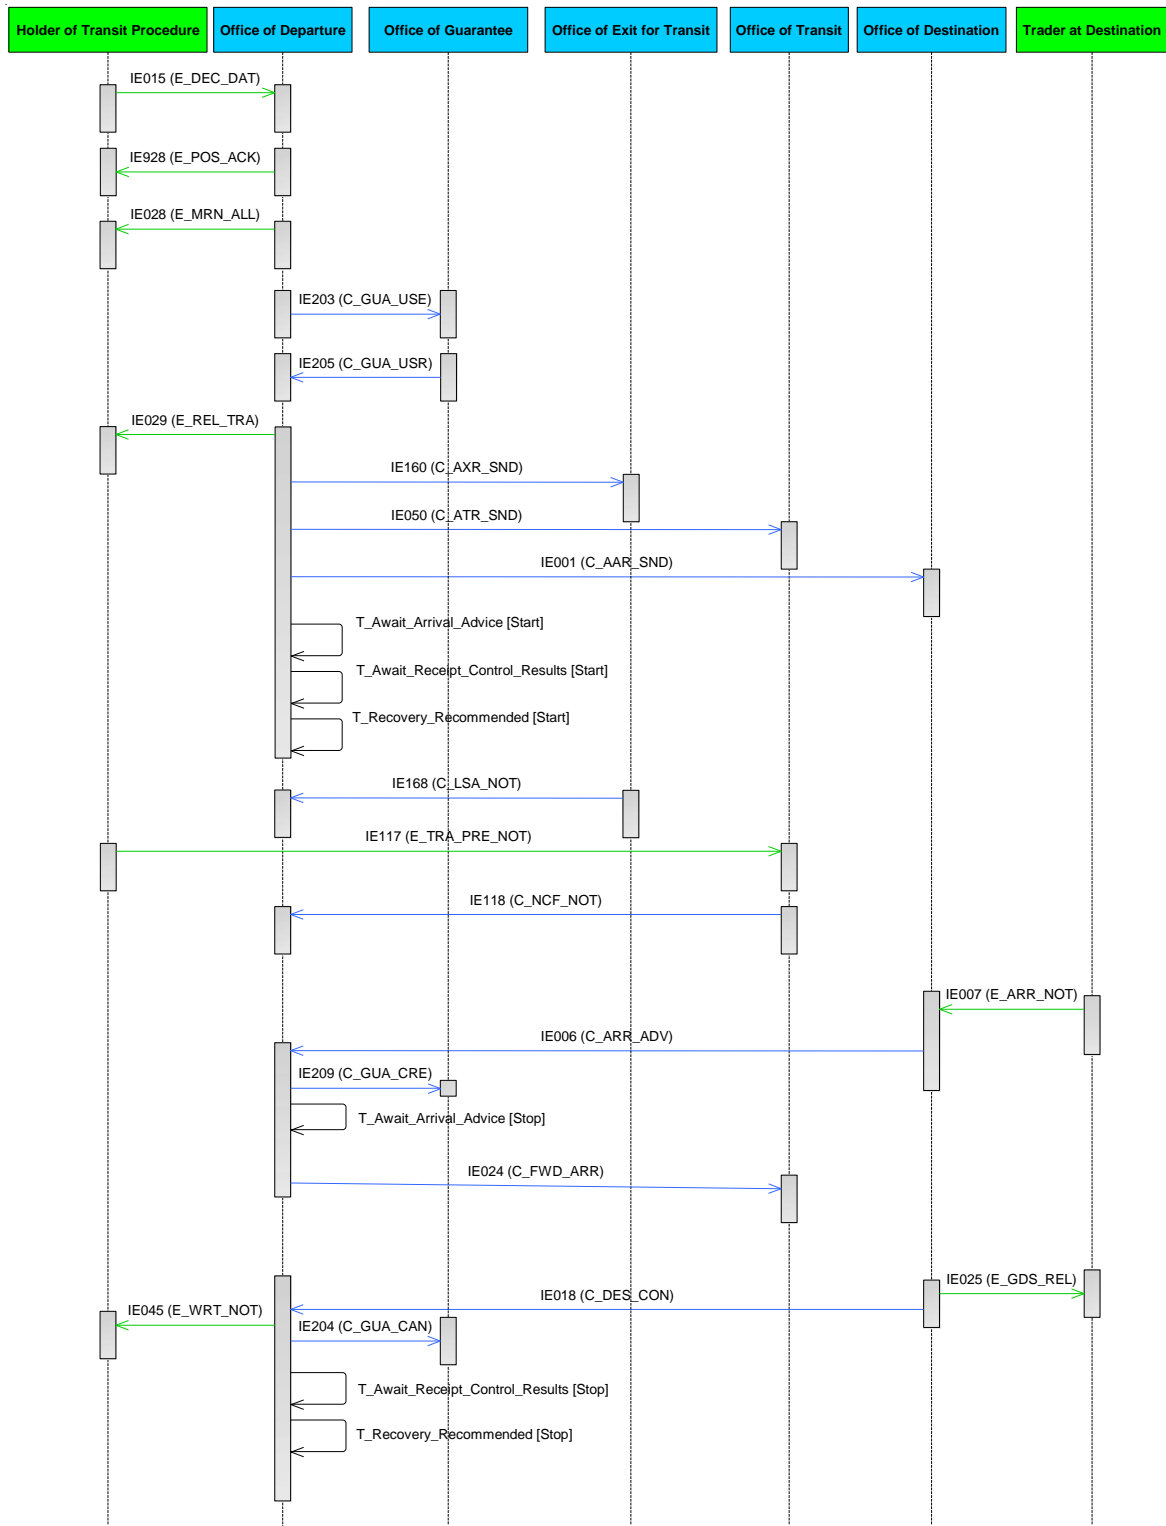 Holder of Transit Procedure
Office of Departure
Office of Guarantee
Office of Exit for Transit
Office of Transit
Office of Destination
Trader at Destination
IE015 (E_DEC_DAT)
IE928 (E_POS_ACK)
IE028 (E_MRN_ALL)
IE203 (C_GUA_USE)
IE205 (C_GUA_USR)
IE029 (E_REL_TRA)
IE160 (C_AXR_SND)
IE050 (C_ATR_SND)
IE001 (C_AAR_SND)
T_Await_Arrival_Advice [Start]
T_Await_Receipt_Control_Results [Start]
T_Recovery_Recommended [Start]
IE168 (C_LSA_NOT)
IE117 (E_TRA_PRE_NOT)
IE118 (C_NCF_NOT)
IE007 (E_ARR_NOT)
IE006 (C_ARR_ADV)
IE209 (C_GUA_CRE)
T_Await_Arrival_Advice [Stop]
IE024 (C_FWD_ARR)
IE025 (E_GDS_REL)
IE018 (C_DES_CON)
IE045 (E_WRT_NOT)
IE204 (C_GUA_CAN)
T_Await_Receipt_Control_Results [Stop]
T_Recovery_Recommended [Stop]